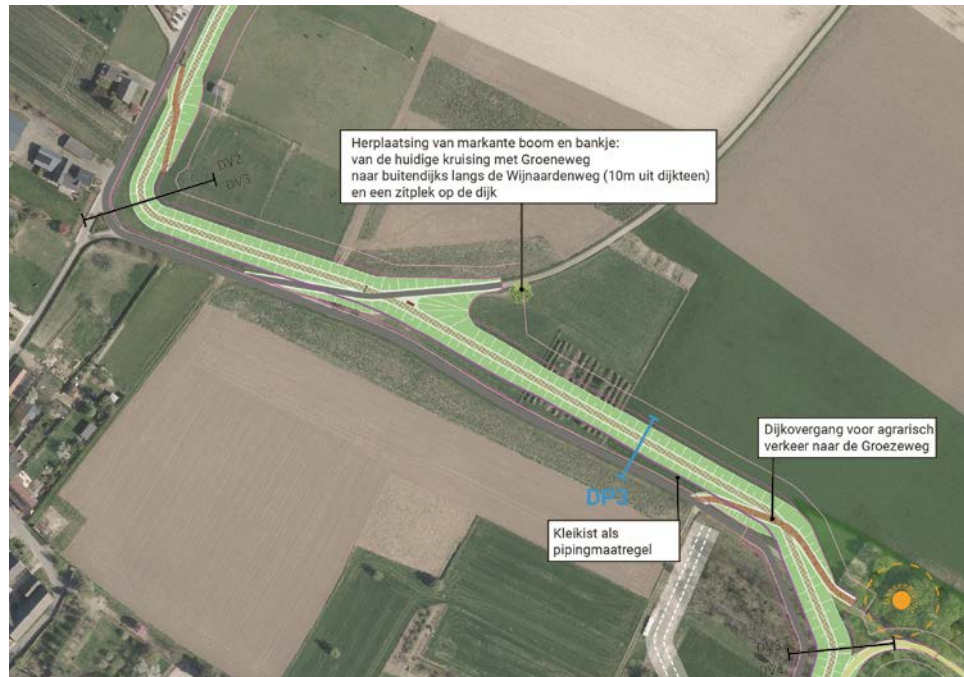 DV2
DV3
Herplaatsing van markante boom en bankje:
van de huidige kruising met Groeneweg
naar buitendijks langs de Wijnaardenweg (10m uit dijkteen)
en een zitplek op de dijk
Dijkovergang voor agrarisch
verkeer naar de Groezeweg
DP3
Kleikist als
pipingmaatregel
DV3
DV4